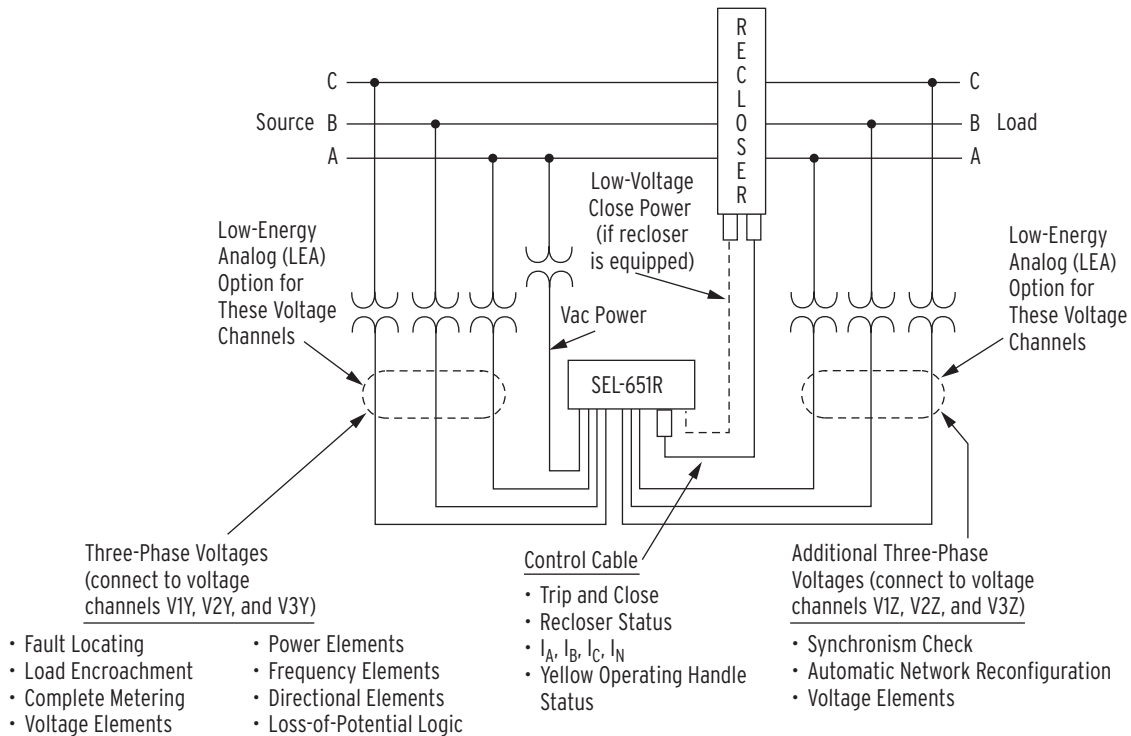 RECLOSER
C
C
Source B
B Load
A
A
Low-Voltage
Close Power
(if recloser
is equipped)
Low-Energy
Analog (LEA)
Option for
These Voltage
Channels
Low-Energy
Analog (LEA)
Option for
These Voltage
Channels
Vac Power
SEL-651R
Three-Phase Voltages
(connect to voltage
channels V1Y, V2Y, and V3Y)
• Fault Locating
• Load Encroachment
• Complete Metering
• Voltage Elements
• Power Elements
• Frequency Elements
• Directional Elements
• Loss-of-Potential Logic
Control Cable
• Trip and Close
• Recloser Status
• IA, IB, IC, IN
• Yellow Operating Handle
Status
Additional Three-Phase
Voltages (connect to voltage
channels V1Z, V2Z, and V3Z)
• Synchronism Check
• Automatic Network Reconfiguration
• Voltage Elements